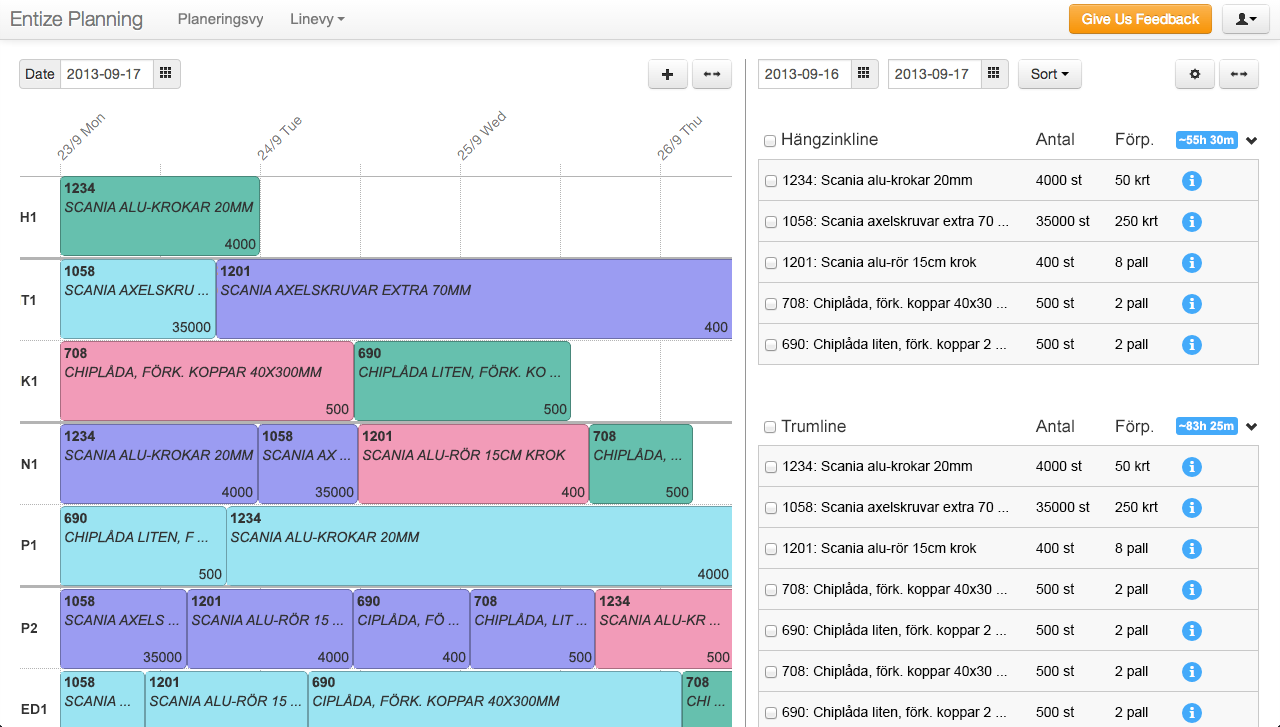 Entize Planning Planeringsvy Linevy Give Us Feedback
Date 2013-09-17
23/9 Mon 24/9 Tue 25/9 Wed 26/9 Thu
H1
1234
SCANIA ALU-KROKAR 20MM
4000
T1
1058
SCANIA AXELSKRU ...
35000
1201
SCANIA AXELSKRUVAR EXTRA 70MM
400
K1
708
CHIPLÅDA, FÖRK. KOPPAR 40X300MM
500
690
CHIPLÅDA LITEN, FÖRK. KO ...
500
N1
1234
SCANIA ALU-KROKAR 20MM
4000
1058
SCANIA AX ...
35000
1201
SCANIA ALU-RÖR 15CM KROK
400
708
CHIPLÅDA, ...
500
P1
690
CHIPLÅDA LITEN, F ...
500
1234
SCANIA ALU-KROKAR 20MM
4000
P2
1058
SCANIA AXELS ...
35000
1201
SCANIA ALU-RÖR 15 ...
4000
690
CIPLÅDA, FÖ ...
400
708
CHIPLÅDA, LIT ...
500
1234
SCANIA ALU-KR ...
500
ED1
1058
SCANIA ...
1201
SCANIA ALU-RÖR 15 ...
690
CIPLÅDA, FÖRK. KOPPAR 40X300MM
708
CHI ...
2013-09-16 2013-09-17 Sort
Hängzinkline Antal Förp. ~55h 30m
1234: Scania alu-krokar 20mm 4000 st 50 krt
1058: Scania axelskruvar extra 70 ... 35000 st 250 krt
1201: Scania alu-rör 15cm krok 400 st 8 pall
708: Chiplåda, förk. koppar 40x30 ... 500 st 2 pall
690: Chiplåda liten, förk. koppar 2 ... 500 st 2 pall
Trumline Antal Förp. ~83h 25m
1234: Scania alu-krokar 20mm 4000 st 50 krt
1058: Scania axelskruvar extra 70 ... 35000 st 250 krt
1201: Scania alu-rör 15cm krok 400 st 8 pall
708: Chiplåda, förk. koppar 40x30 ... 500 st 2 pall
690: Chiplåda liten, förk. koppar 2 ... 500 st 2 pall
708: Chiplåda, förk. koppar 40x30 ... 500 st 2 pall
690: Chiplåda liten, förk. koppar 2 ... 500 st 2 pall